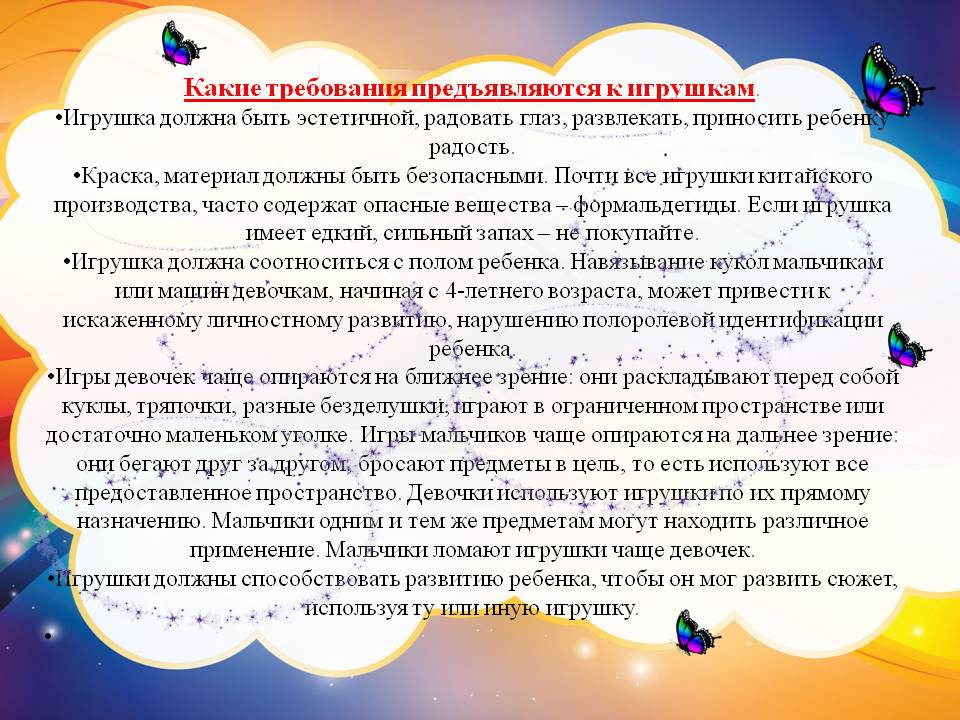 Какие требования предъявляются к игрушкам.
•Игрушка должна быть эстетичной, радовать глаз, развлекать, приносить ребенку
радость.
•Краска, материал должны быть безопасными. Почти все игрушки китайского
производства, часто содержат опасные вещества – формальдегиды. Если игрушка
имеет едкий, сильный запах – не покупайте.
•Игрушка должна соотноситься с полом ребенка. Навязывание кукол мальчикам
или машин девочкам, начиная с 4-летнего возраста, может привести к
искаженному личностному развитию, нарушению полоролевой идентификации
ребенка.
•Игры девочек чаще опираются на ближнее зрение: они раскладывают перед собой
куклы, тряпочки, разные безделушки, играют в ограниченном пространстве или
достаточно маленьком уголке. Игры мальчиков чаще опираются на дальнее зрение:
они бегают друг за другом, бросают предметы в цель, то есть используют все
предоставленное пространство. Девочки используют игрушки по их прямому
назначению. Мальчики одним и тем же предметам могут находить различное
применение. Мальчики ломают игрушки чаще девочек.
•Игрушки должны способствовать развитию ребенка, чтобы он мог развить сюжет,
используя ту или иную игрушку.
•